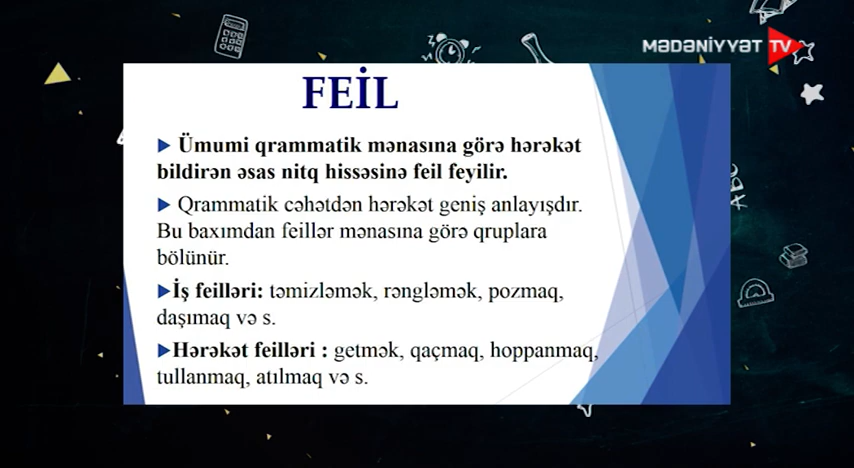 MƏDƏNİYYƏT TV
FEİL
Ümumi qrammatik mənasına görə hərəkət
bildirən əsas nitq hissəsinə feil feyilir.
Qrammatik cəhətdən hərəkət geniş anlayışdır.
Bu baxımdan feillər mənasına görə qruplara
bölünür.
İş feilləri: təmizləmək, rəngləmək, pozmaq,
daşımaq və s.
Hərəkət feilləri : getmək, qaçmaq, hoppanmaq,
tullanmaq, atılmaq və s.
ABC